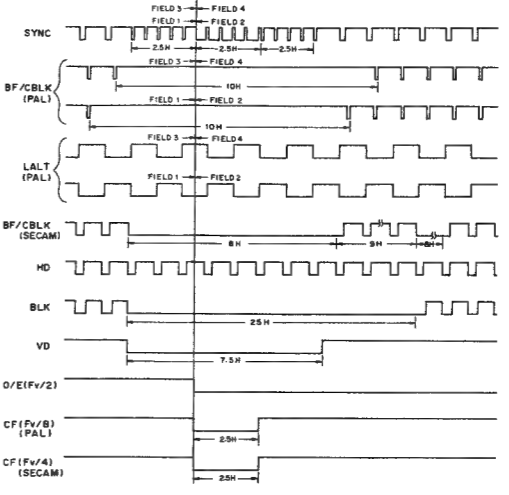 FIELD 3 FIELD 4
FIELD 1 FIELD 2
SYNC
2.5H 2.5H 2.5H
FIELD 3 FIELD 4
BF/CBLK
(PAL)
10H
FIELD 1 FIELD 2
10H
FIELD 3 FIELD 4
LALT
(PAL)
FIELD 1 FIELD 2
BF/CBLK
(SECAM)
8H 9H 8H
HD
BLK
25H
VD
7.5H
O/E(Fv/2)
CF(Fv/8)
(PAL)
2.5H
CF(Fv/4)
(SECAM)
2.5H